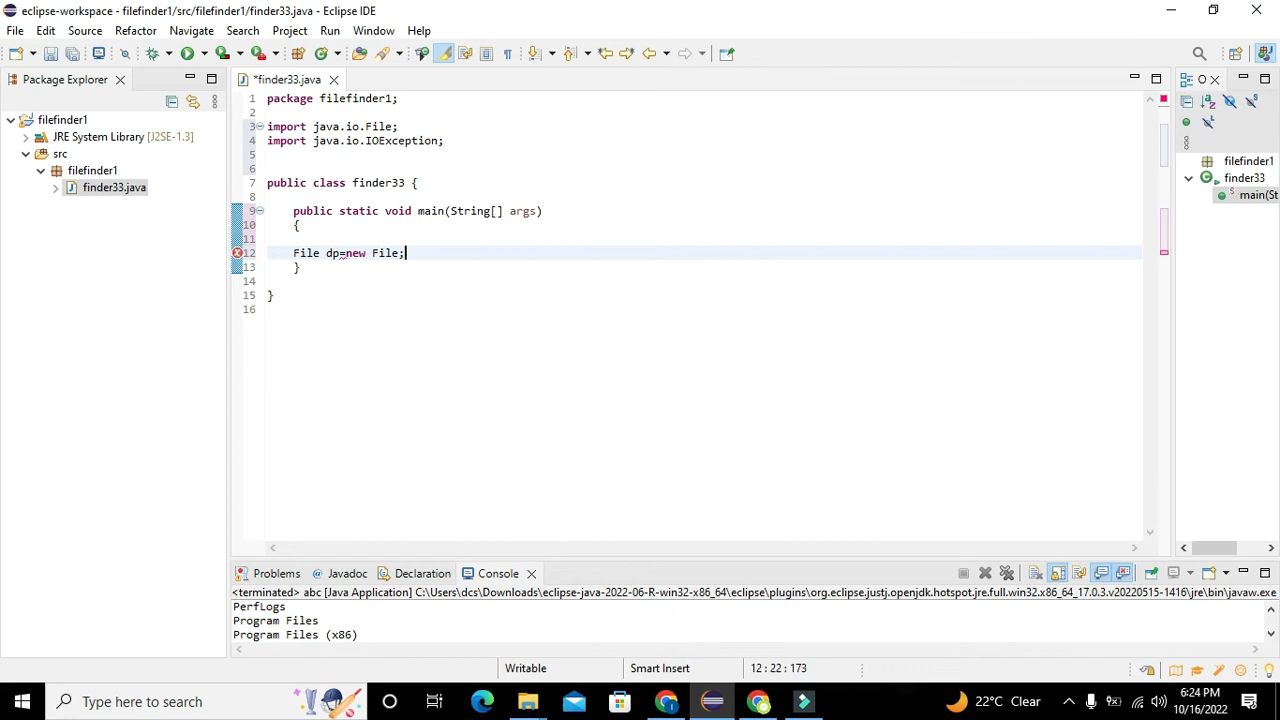 eclipse-workspace - filefinder1/src/filefinder1/finder33.java - Eclipse IDE
File Edit Source Refactor Navigate Search Project Run Window Help
Package Explorer
*finder33.java
O
filefinder1
JRE System Library [J2SE-1.3]
src
filefinder1
finder33.java
1 package filefinder1;
2
3 import java.io.File;
4 import java.io.IOException;
5
6
7 public class finder33 {
8
9 public static void main(String[] args)
10 {
11
12 File dp=new File;
13 }
14
15 }
16
filefinder1
finder33
main(St
Problems Javadoc Declaration Console
<terminated> abc [Java Application] C:\Users\dcs\Downloads\eclipse-java-2022-06-R-win32-x86_64\eclipse\plugins\org.eclipse.justj.openjdk.hotspot.jre.full.win32.x86_64_17.0.3.v20220515-1416\jre\bin\javaw.exe
PerfLogs
Program Files
Program Files (x86)
Writable Smart Insert 12 : 22 : 173
Type here to search
22°C Clear
6:24 PM
10/16/2022